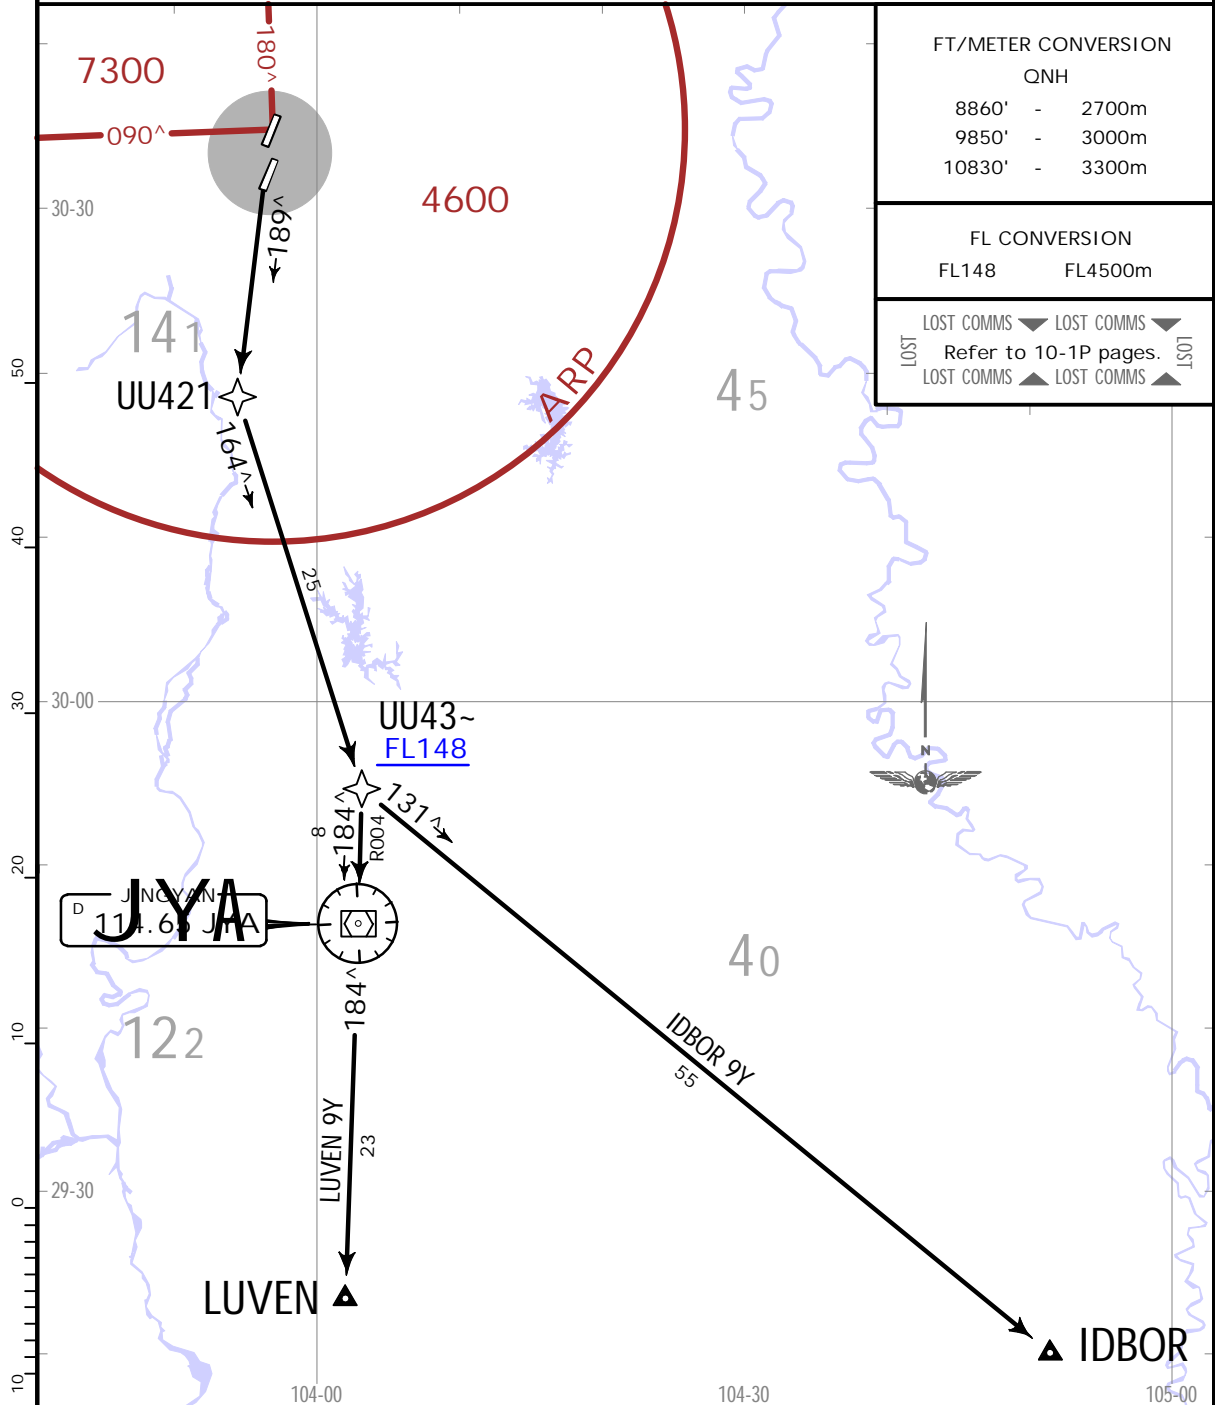 FT/METER CONVERSION
QNH
8860' - 2700m
9850' - 3000m
10830' - 3300m
FL CONVERSION
FL148 FL4500m
LOST COMMS LOST COMMS
LOST Refer to 10-1P pages. LOST
LOST COMMS LOST COMMS
7300
180^
090^
4600
30-30
189^
141
UU421
ARP
45
50
164^
40
25
30
30-00
UU43~
FL148
N
131^
184^
8
R004
20
JYA
JINGYAN
D 114.65 JYA
184^
40
122
10
IDBOR 9Y
55
LUVEN 9Y
23
0
29-30
LUVEN
IDBOR
10
104-00
104-30
105-00